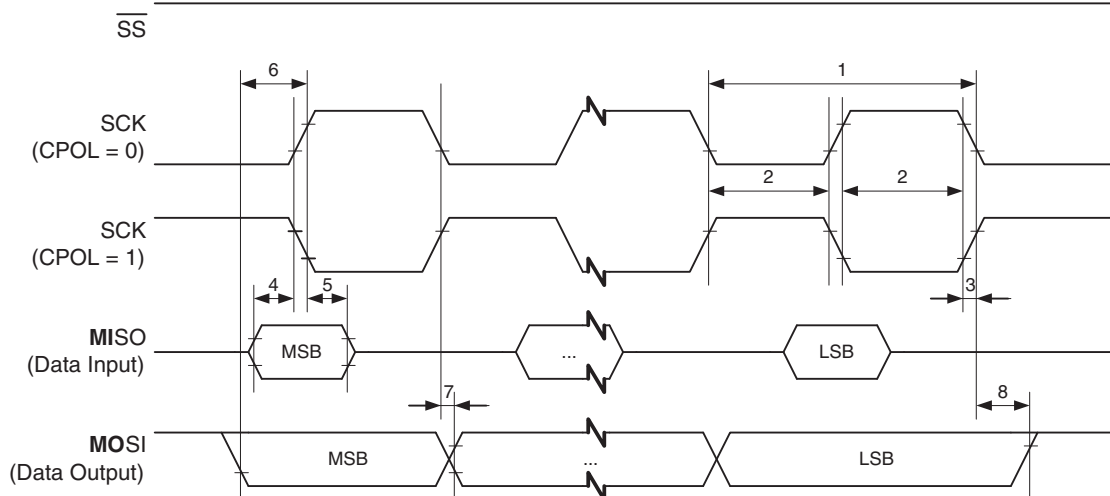 SS
6
1
SCK
(CPOL = 0)
2
2
SCK
(CPOL = 1)
4
5
3
MISO
(Data Input)
MSB
...
LSB
7
8
MOSI
(Data Output)
MSB
...
LSB